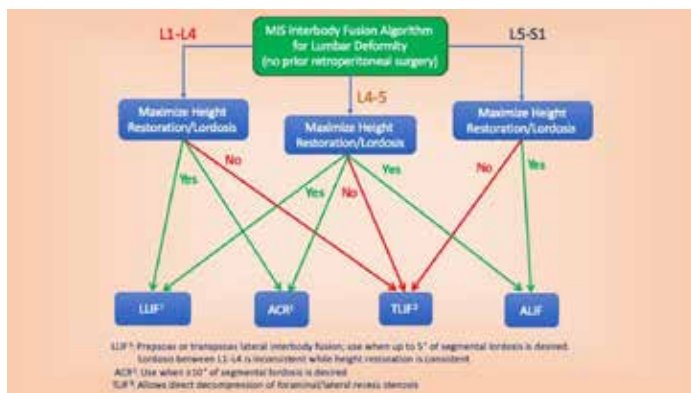 MIS Interbody Fusion Algorithm
for Lumbar Deformity
(no prior retroperitoneal surgery)
L1-L4
L5-S1
L4-5
Maximize Height
Restoration/Lordosis
Maximize Height
Restoration/Lordosis
Maximize Height
Restoration/Lordosis
No
Yes
Yes
No
Yes
No
Yes
LLIF¹
ACR²
TLIF³
ALIF
LLIF¹: Prepsoas or transpsoas lateral interbody fusion; use when up to 5° of segmental lordosis is desired.
Lordosis between L1-L4 is inconsistent while height restoration is consistent
ACR²: Use when ≥10° of segmental lordosis is desired
TLIF³: Allows direct decompression of foraminal/lateral recess stenosis